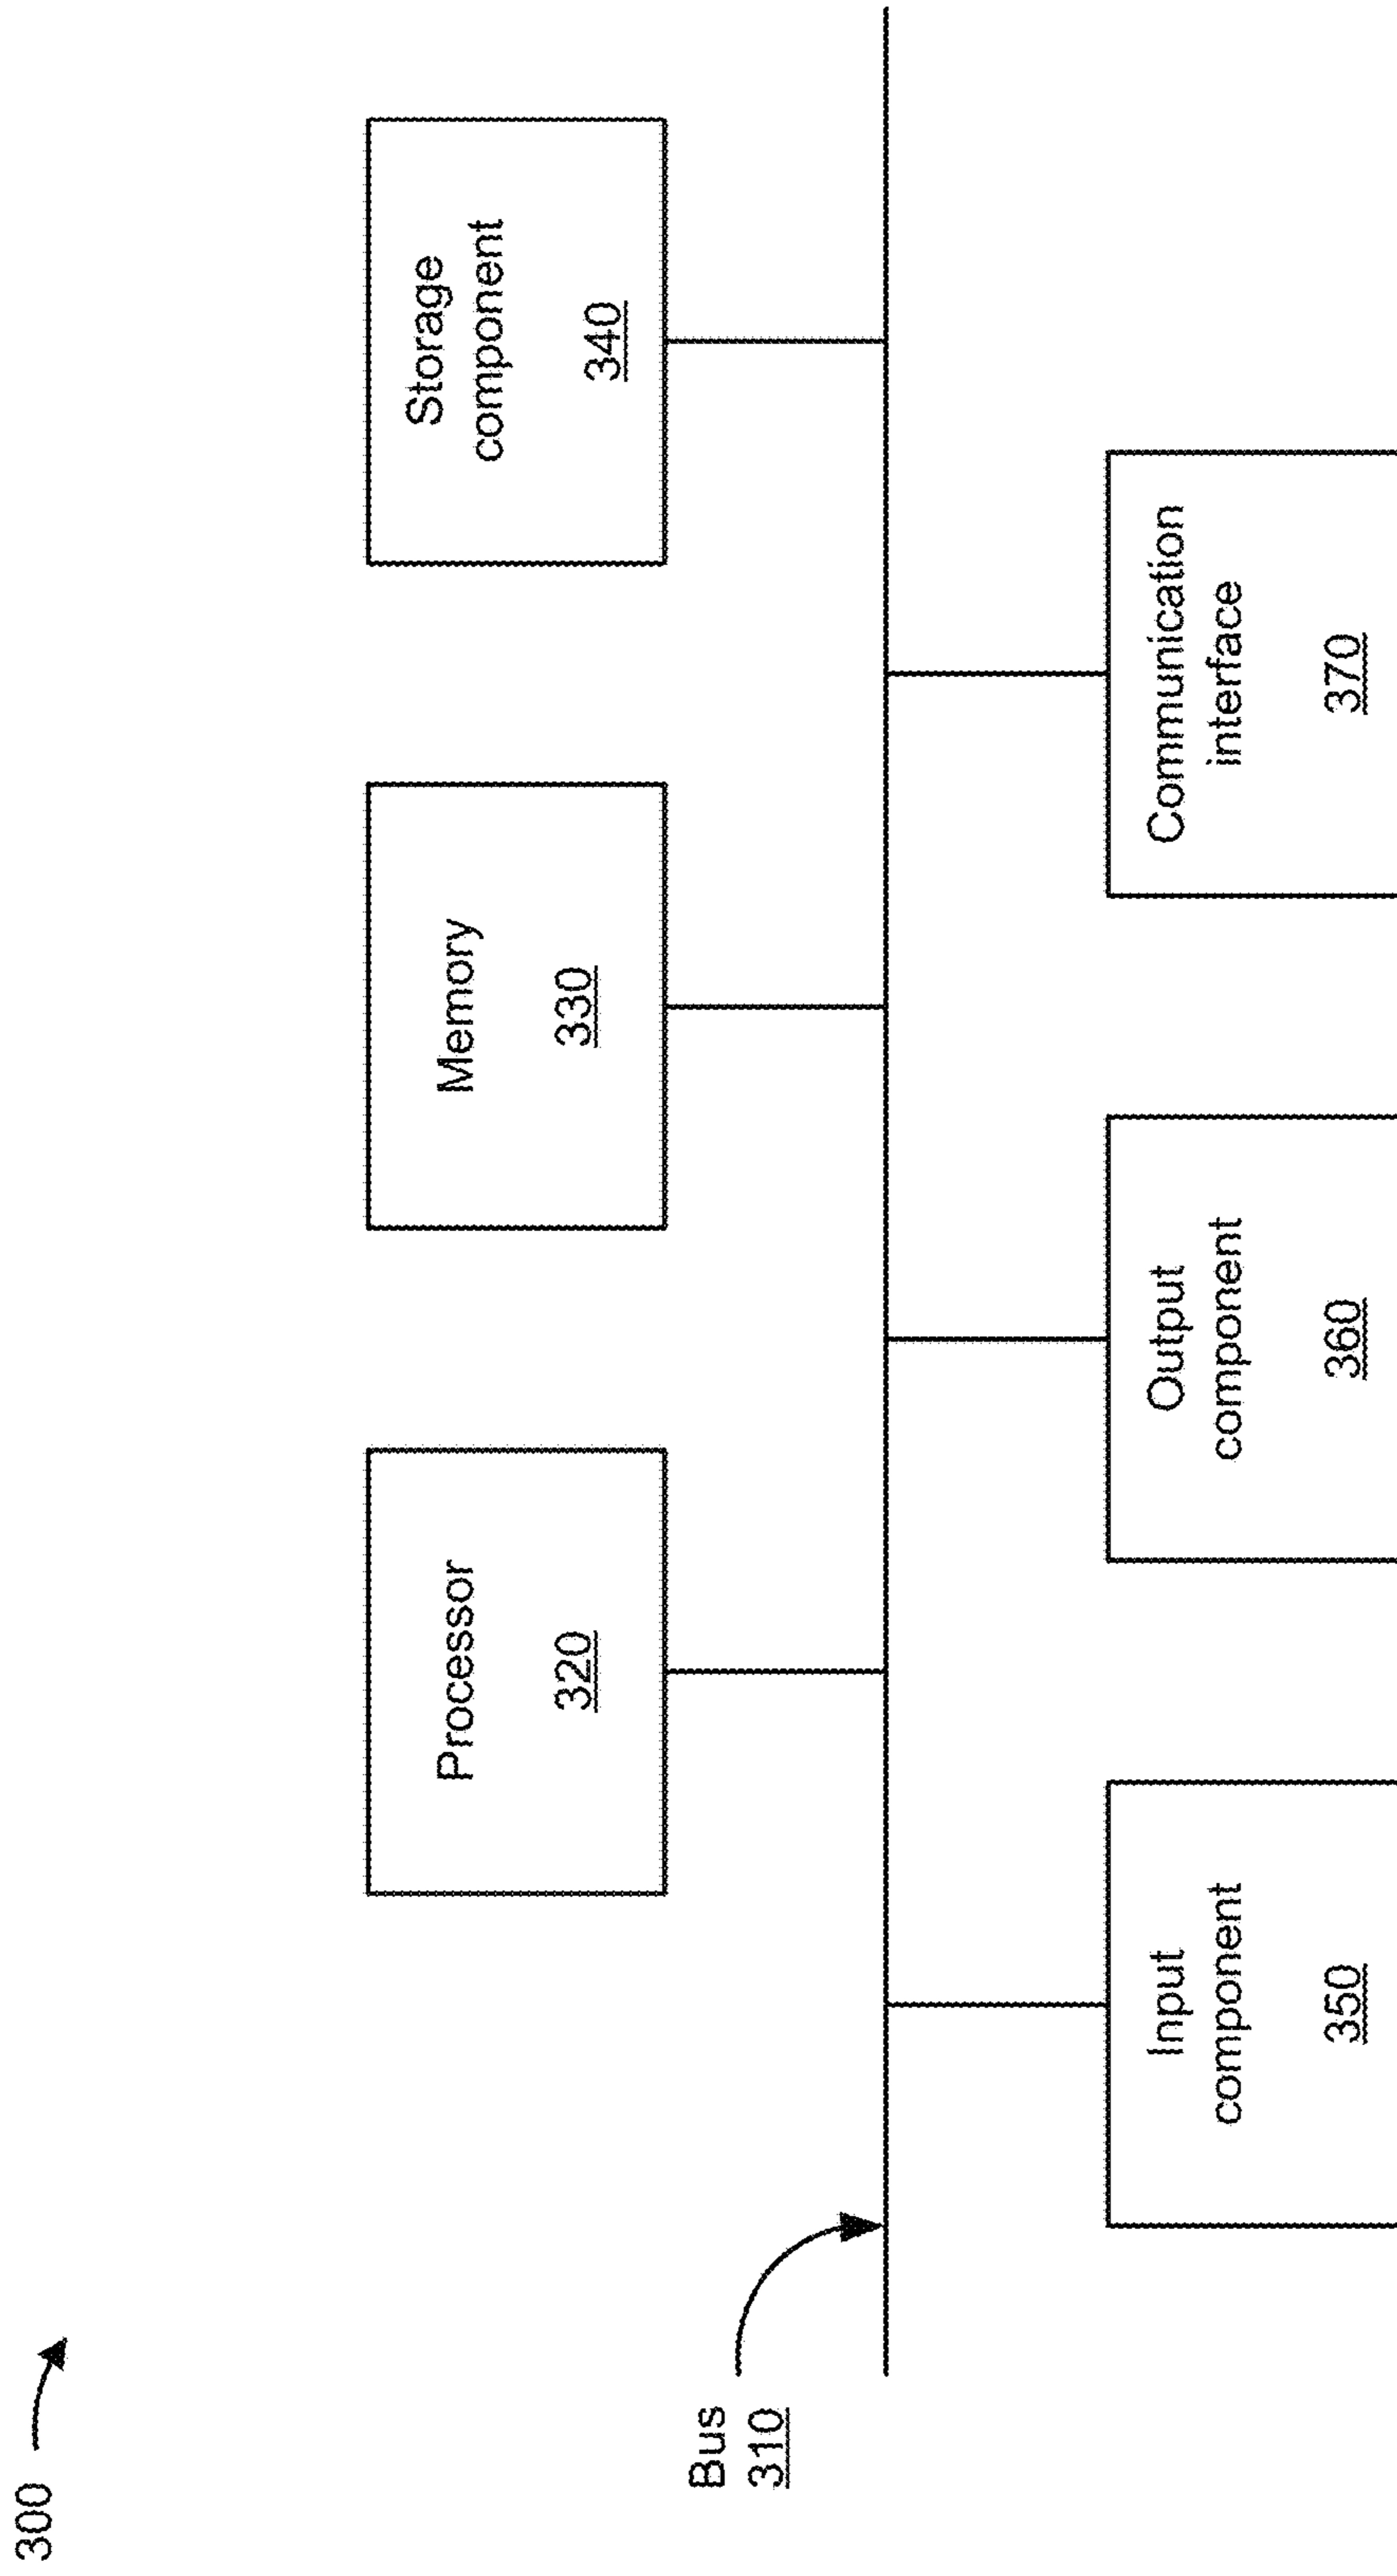 300
Processor
320
Memory
330
Storage
component
340
Bus
310
Input
component
350
Output
component
360
Communication
interface
370